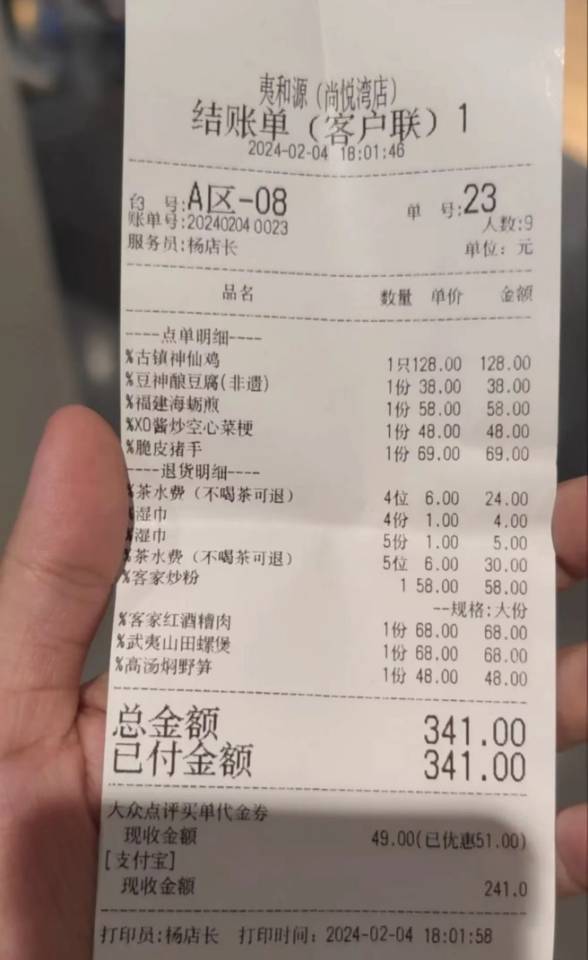 夷和源（尚悦湾店）
结账单（客户联）1
2024-02-04 18:01:46
台 号:A区-08 单 号:23
账单号:20240204 0023 人数:9
服务员:杨店长 单位: 元
品名 数量 单价 金额
----点单明细----
%古镇神仙鸡 1只128.00 128.00
%豆神酿豆腐(非遗) 1份 38.00 38.00
%福建海蛎煎 1份 58.00 58.00
%XO酱炒空心菜梗 1份 48.00 48.00
%脆皮猪手 1份 69.00 69.00
----退货明细----
%茶水费（不喝茶可退） 4位 6.00 24.00
%湿巾 4份 1.00 4.00
%湿巾 5份 1.00 5.00
%茶水费（不喝茶可退） 5位 6.00 30.00
%客家炒粉 1 58.00 58.00
--规格:大份
%客家红酒糟肉 1份 68.00 68.00
%武夷山田螺煲 1份 68.00 68.00
%高汤焖野笋 1份 48.00 48.00
总金额 341.00
已付金额 341.00
大众点评买单代金券
现收金额 49.00(已优惠51.00)
[支付宝]
现收金额 241.0
打印员:杨店长 打印时间: 2024-02-04 18:01:58